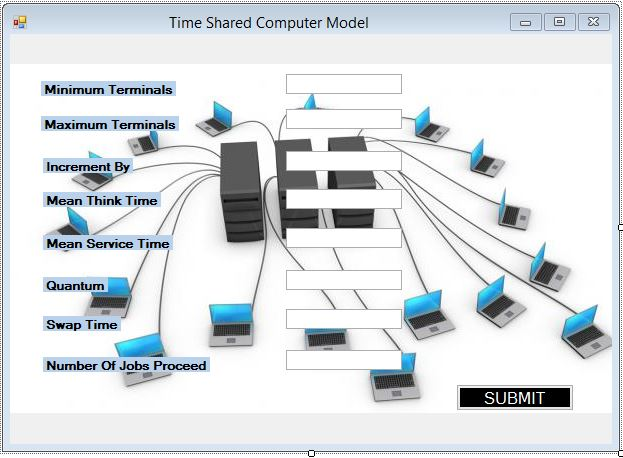 Time Shared Computer Model
Minimum Terminals
Maximum Terminals
Increment By
Mean Think Time
Mean Service Time
Quantum
Swap Time
Number Of Jobs Proceed
SUBMIT